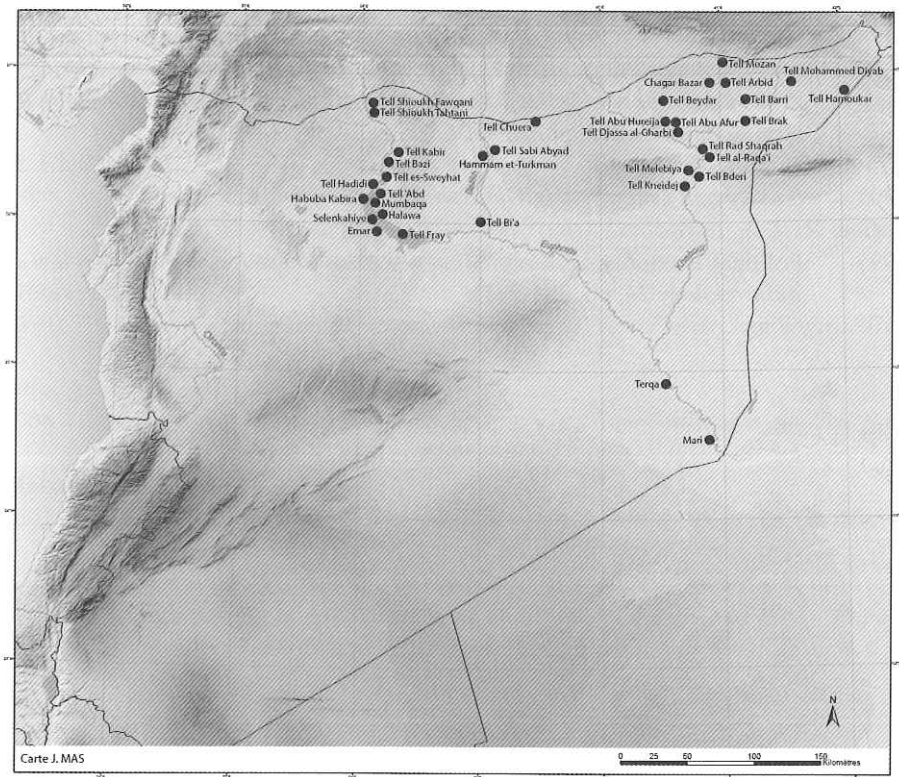 Tell Mozan
Tell Mohammed Diyab
Chagar Bazar
Tell Arbid
Tell Hamoukar
Tell Beydar
Tell Barri
Tell Shioukh Fawqani
Tell Shioukh Tahtani
Tell Chuera
Tell Abu Hureija
Tell Abu Afur
Tell Brak
Tell Djassa al-Gharbi
Tell Kabir
Tell Sabi Abyad
Tell Rad Shaqrah
Tell Bazi
Hammam et-Turkman
Tell al-Raqa'i
Tell es-Sweyhat
Tell Melebiya
Tell Bderi
Tell Hadidi
Tell Kneidej
Tell 'Abd
Habuba Kabira
Mumbaqa
Halawa
Selenkahiye
Tell Bi'a
Emar
Tell Fray
Balikh
Euphrate
Khabour
Oronte
Terqa
Mari
N
Carte J. MAS
0 25 50 100 150
Kilomètres